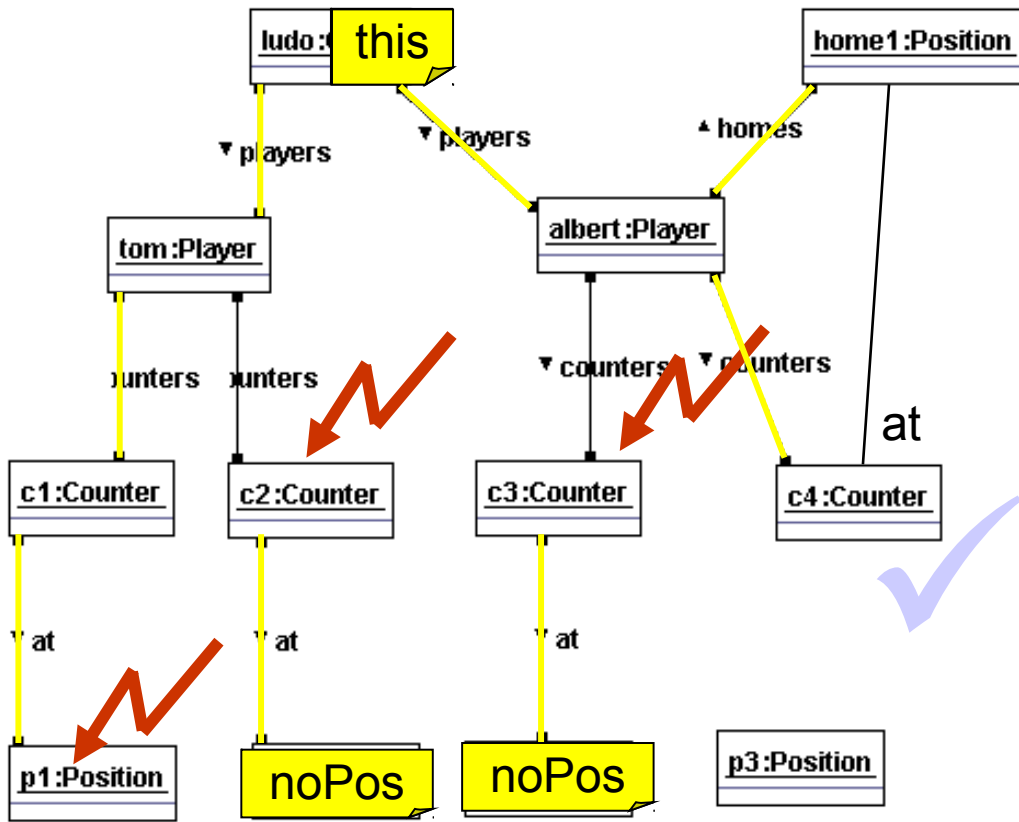 ludo:
this
home1:Position
▼ players
▼ players
▲ homes
tom:Player
albert:Player
unters
unters
▼ counters
▼ counters
at
c1:Counter
c2:Counter
c3:Counter
c4:Counter
▼ at
▼ at
▼ at
p1:Position
noPos
noPos
p3:Position